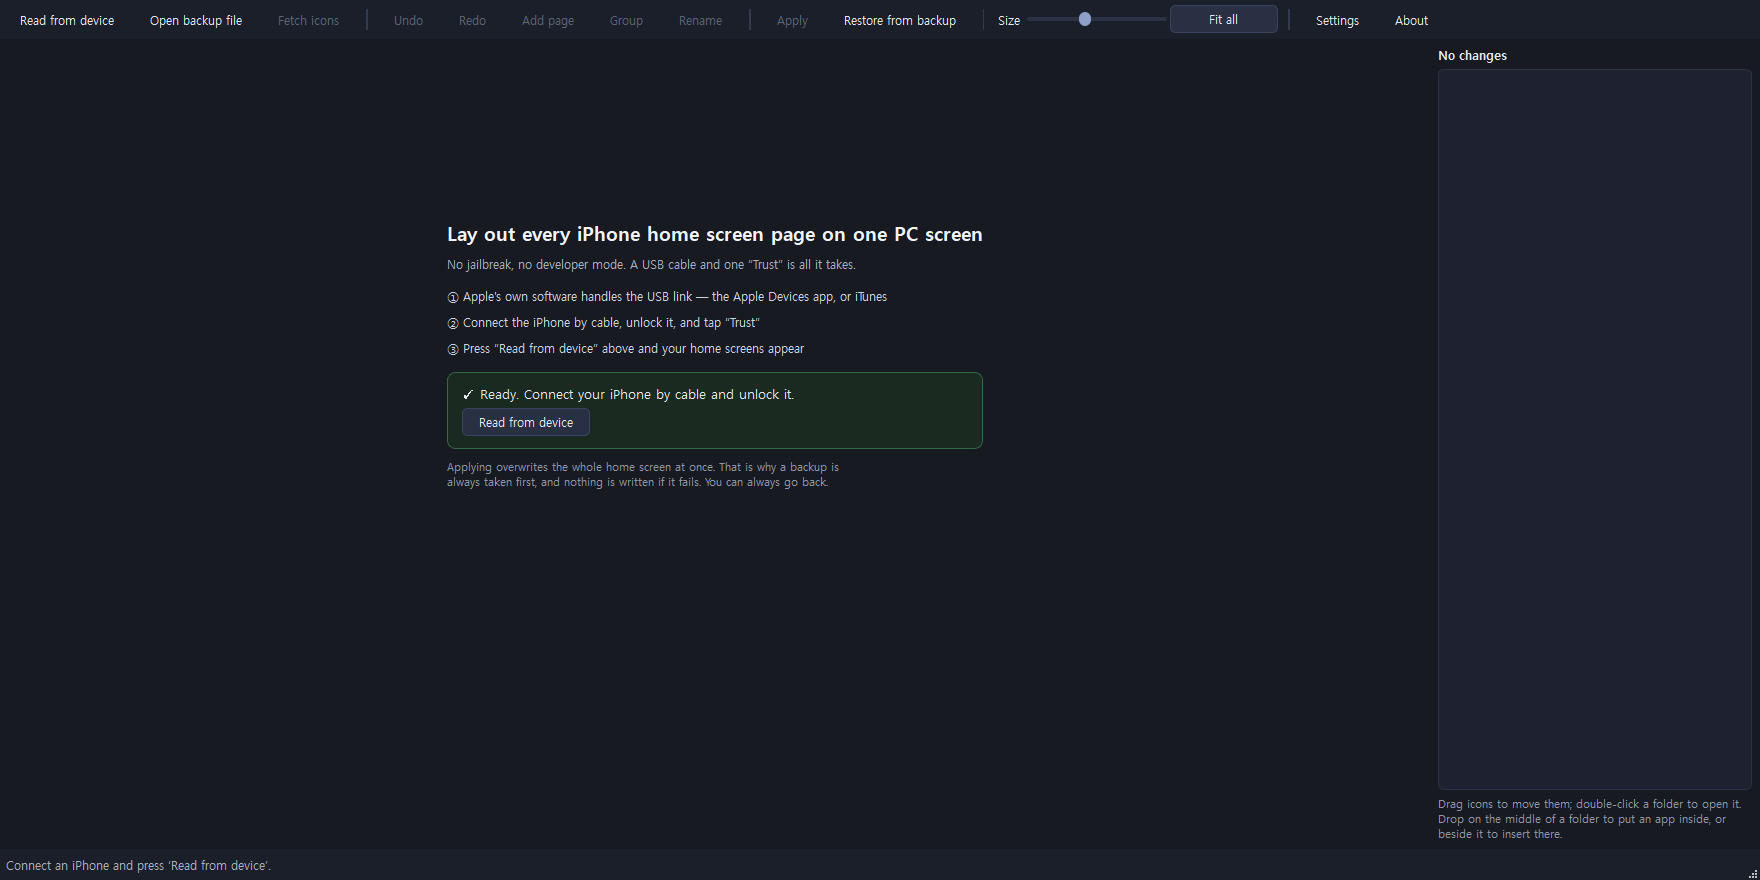 Read from device Open backup file Fetch icons Undo Redo Add page Group Rename Apply Restore from backup Size Fit all Settings About
No changes
Lay out every iPhone home screen page on one PC screen
No jailbreak, no developer mode. A USB cable and one “Trust” is all it takes.
① Apple's own software handles the USB link — the Apple Devices app, or iTunes
② Connect the iPhone by cable, unlock it, and tap “Trust”
③ Press “Read from device” above and your home screens appear
✓ Ready. Connect your iPhone by cable and unlock it.
Read from device
Applying overwrites the whole home screen at once. That is why a backup is
always taken first, and nothing is written if it fails. You can always go back.
Drag icons to move them; double-click a folder to open it.
Drop on the middle of a folder to put an app inside, or
beside it to insert there.
Connect an iPhone and press ‘Read from device’.